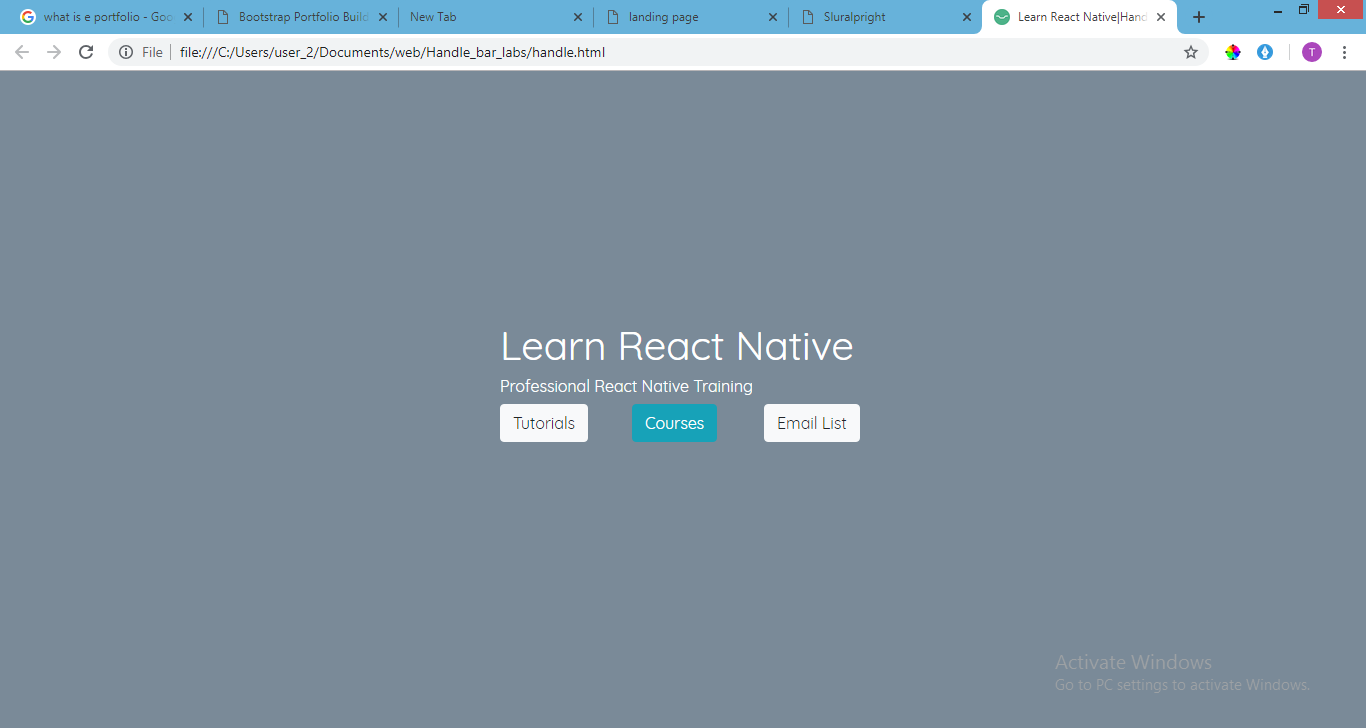 what is e portfolio - Goo
Bootstrap Portfolio Build
New Tab
landing page
Sluralpright
Learn React Native|Hand
File
file:///C:/Users/user_2/Documents/web/Handle_bar_labs/handle.html
T
Learn React Native
Professional React Native Training
Tutorials
Courses
Email List
Activate Windows
Go to PC settings to activate Windows.